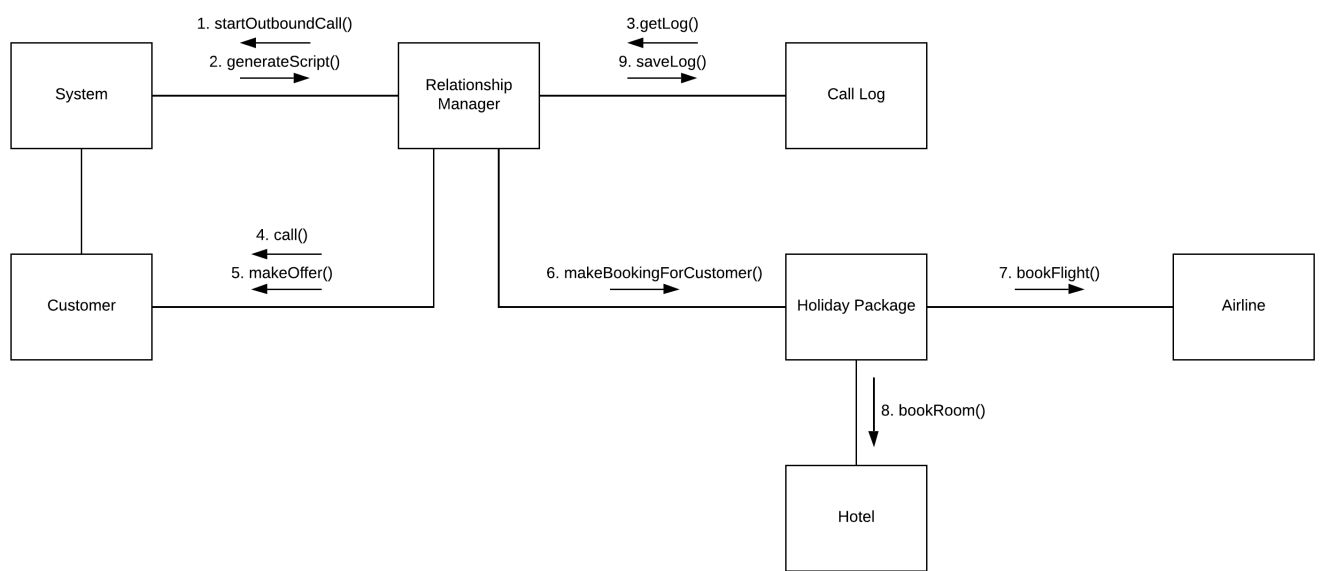 1. startOutboundCall()
3.getLog()
2. generateScript()
9. saveLog()
System
Relationship
Manager
Call Log
4. call()
5. makeOffer()
6. makeBookingForCustomer()
7. bookFlight()
Customer
Holiday Package
Airline
8. bookRoom()
Hotel